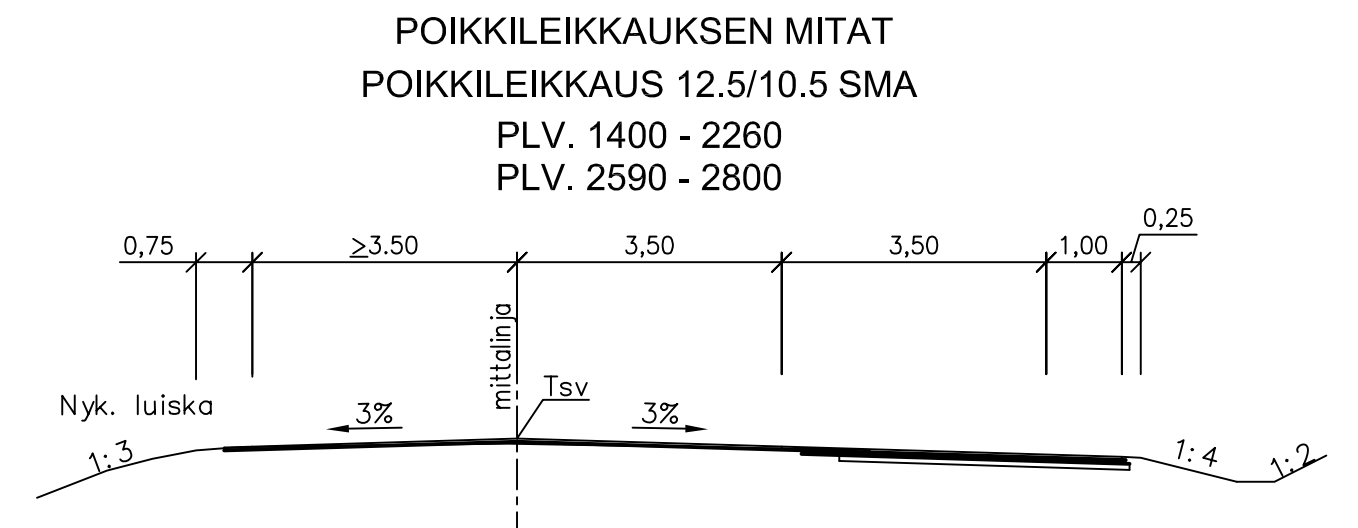 POIKKILEIKKAUKSEN MITAT
POIKKILEIKKAUS 12.5/10.5 SMA
PLV. 1400 - 2260
PLV. 2590 - 2800
0,75
≥3.50
3,50
3,50
1,00
0,25
mittalinja
Tsv
Nyk. luiska
3%
3%
1:3
1:4
1:2